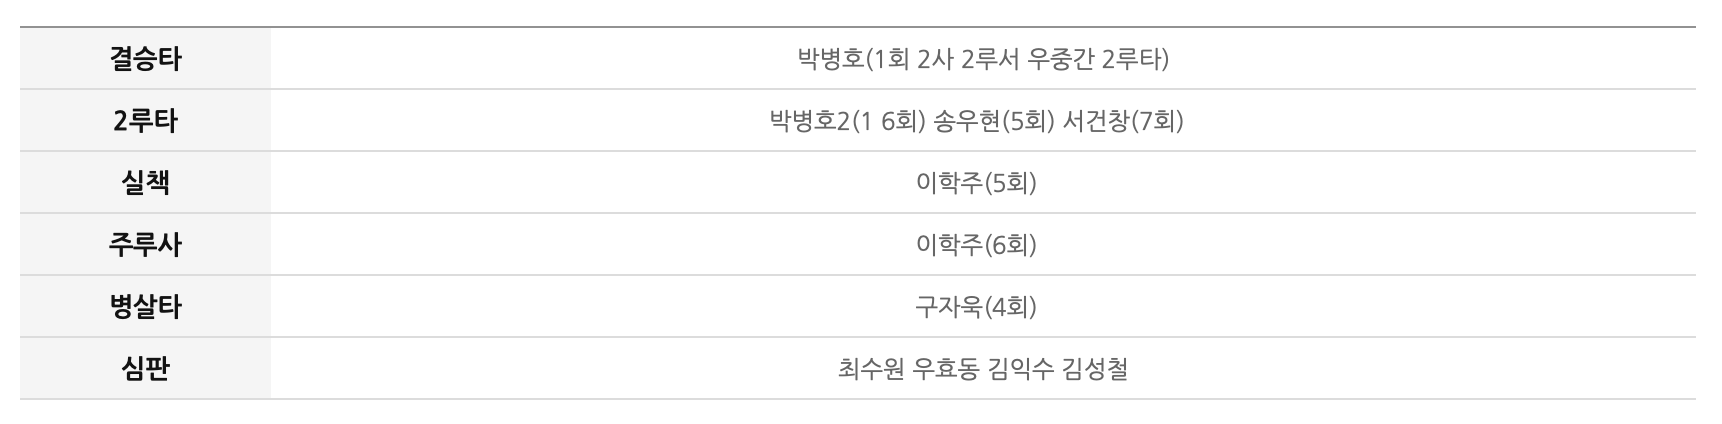 결승타 박병호(1회 2사 2루서 우중간 2루타)
2루타 박병호2(1 6회) 송우현(5회) 서건창(7회)
실책 이학주(5회)
주루사 이학주(6회)
병살타 구자욱(4회)
심판 최수원 우효동 김익수 김성철